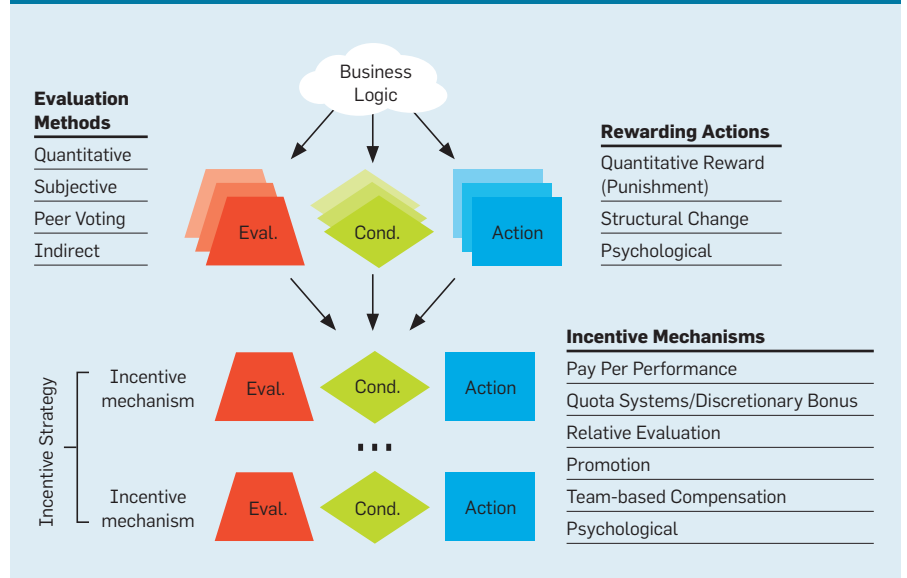 Business
Logic
Evaluation
Methods
Quantitative
Subjective
Peer Voting
Indirect
Eval.
Cond.
Action
Rewarding Actions
Quantitative Reward
(Punishment)
Structural Change
Psychological
Incentive Strategy
Incentive
mechanism
Eval.
Cond.
Action
...
Incentive
mechanism
Eval.
Cond.
Action
Incentive Mechanisms
Pay Per Performance
Quota Systems/Discretionary Bonus
Relative Evaluation
Promotion
Team-based Compensation
Psychological